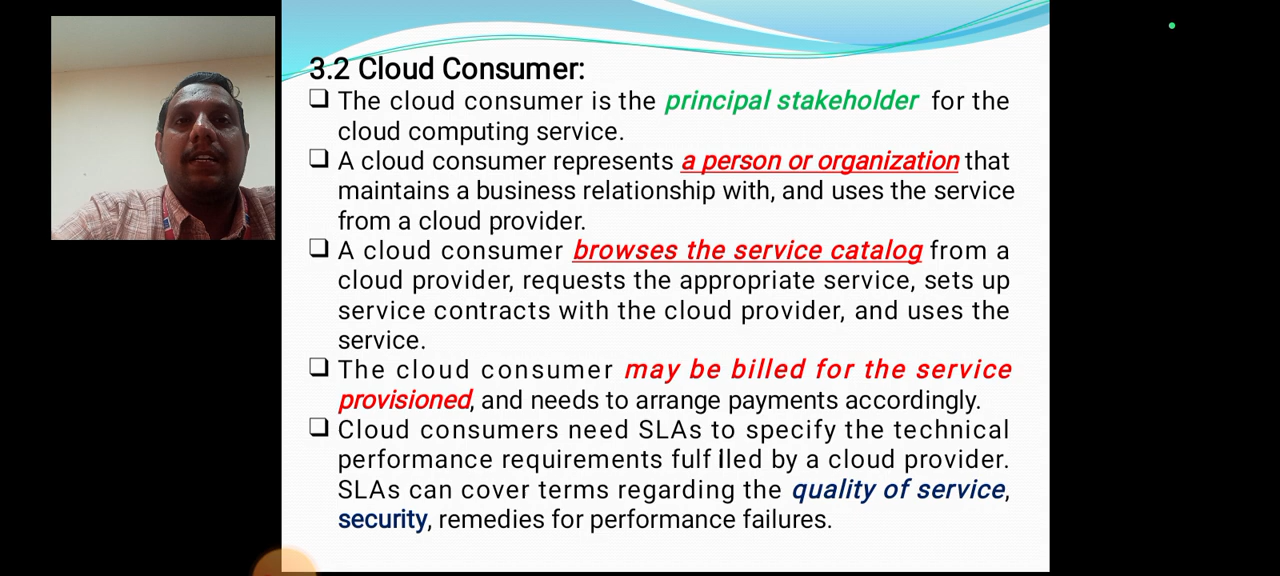 3.2 Cloud Consumer:
❑ The cloud consumer is the principal stakeholder for the
cloud computing service.
❑ A cloud consumer represents a person or organization that
maintains a business relationship with, and uses the service
from a cloud provider.
❑ A cloud consumer browses the service catalog from a
cloud provider, requests the appropriate service, sets up
service contracts with the cloud provider, and uses the
service.
❑ The cloud consumer may be billed for the service
provisioned, and needs to arrange payments accordingly.
❑ Cloud consumers need SLAs to specify the technical
performance requirements fulfilled by a cloud provider.
SLAs can cover terms regarding the quality of service,
security, remedies for performance failures.